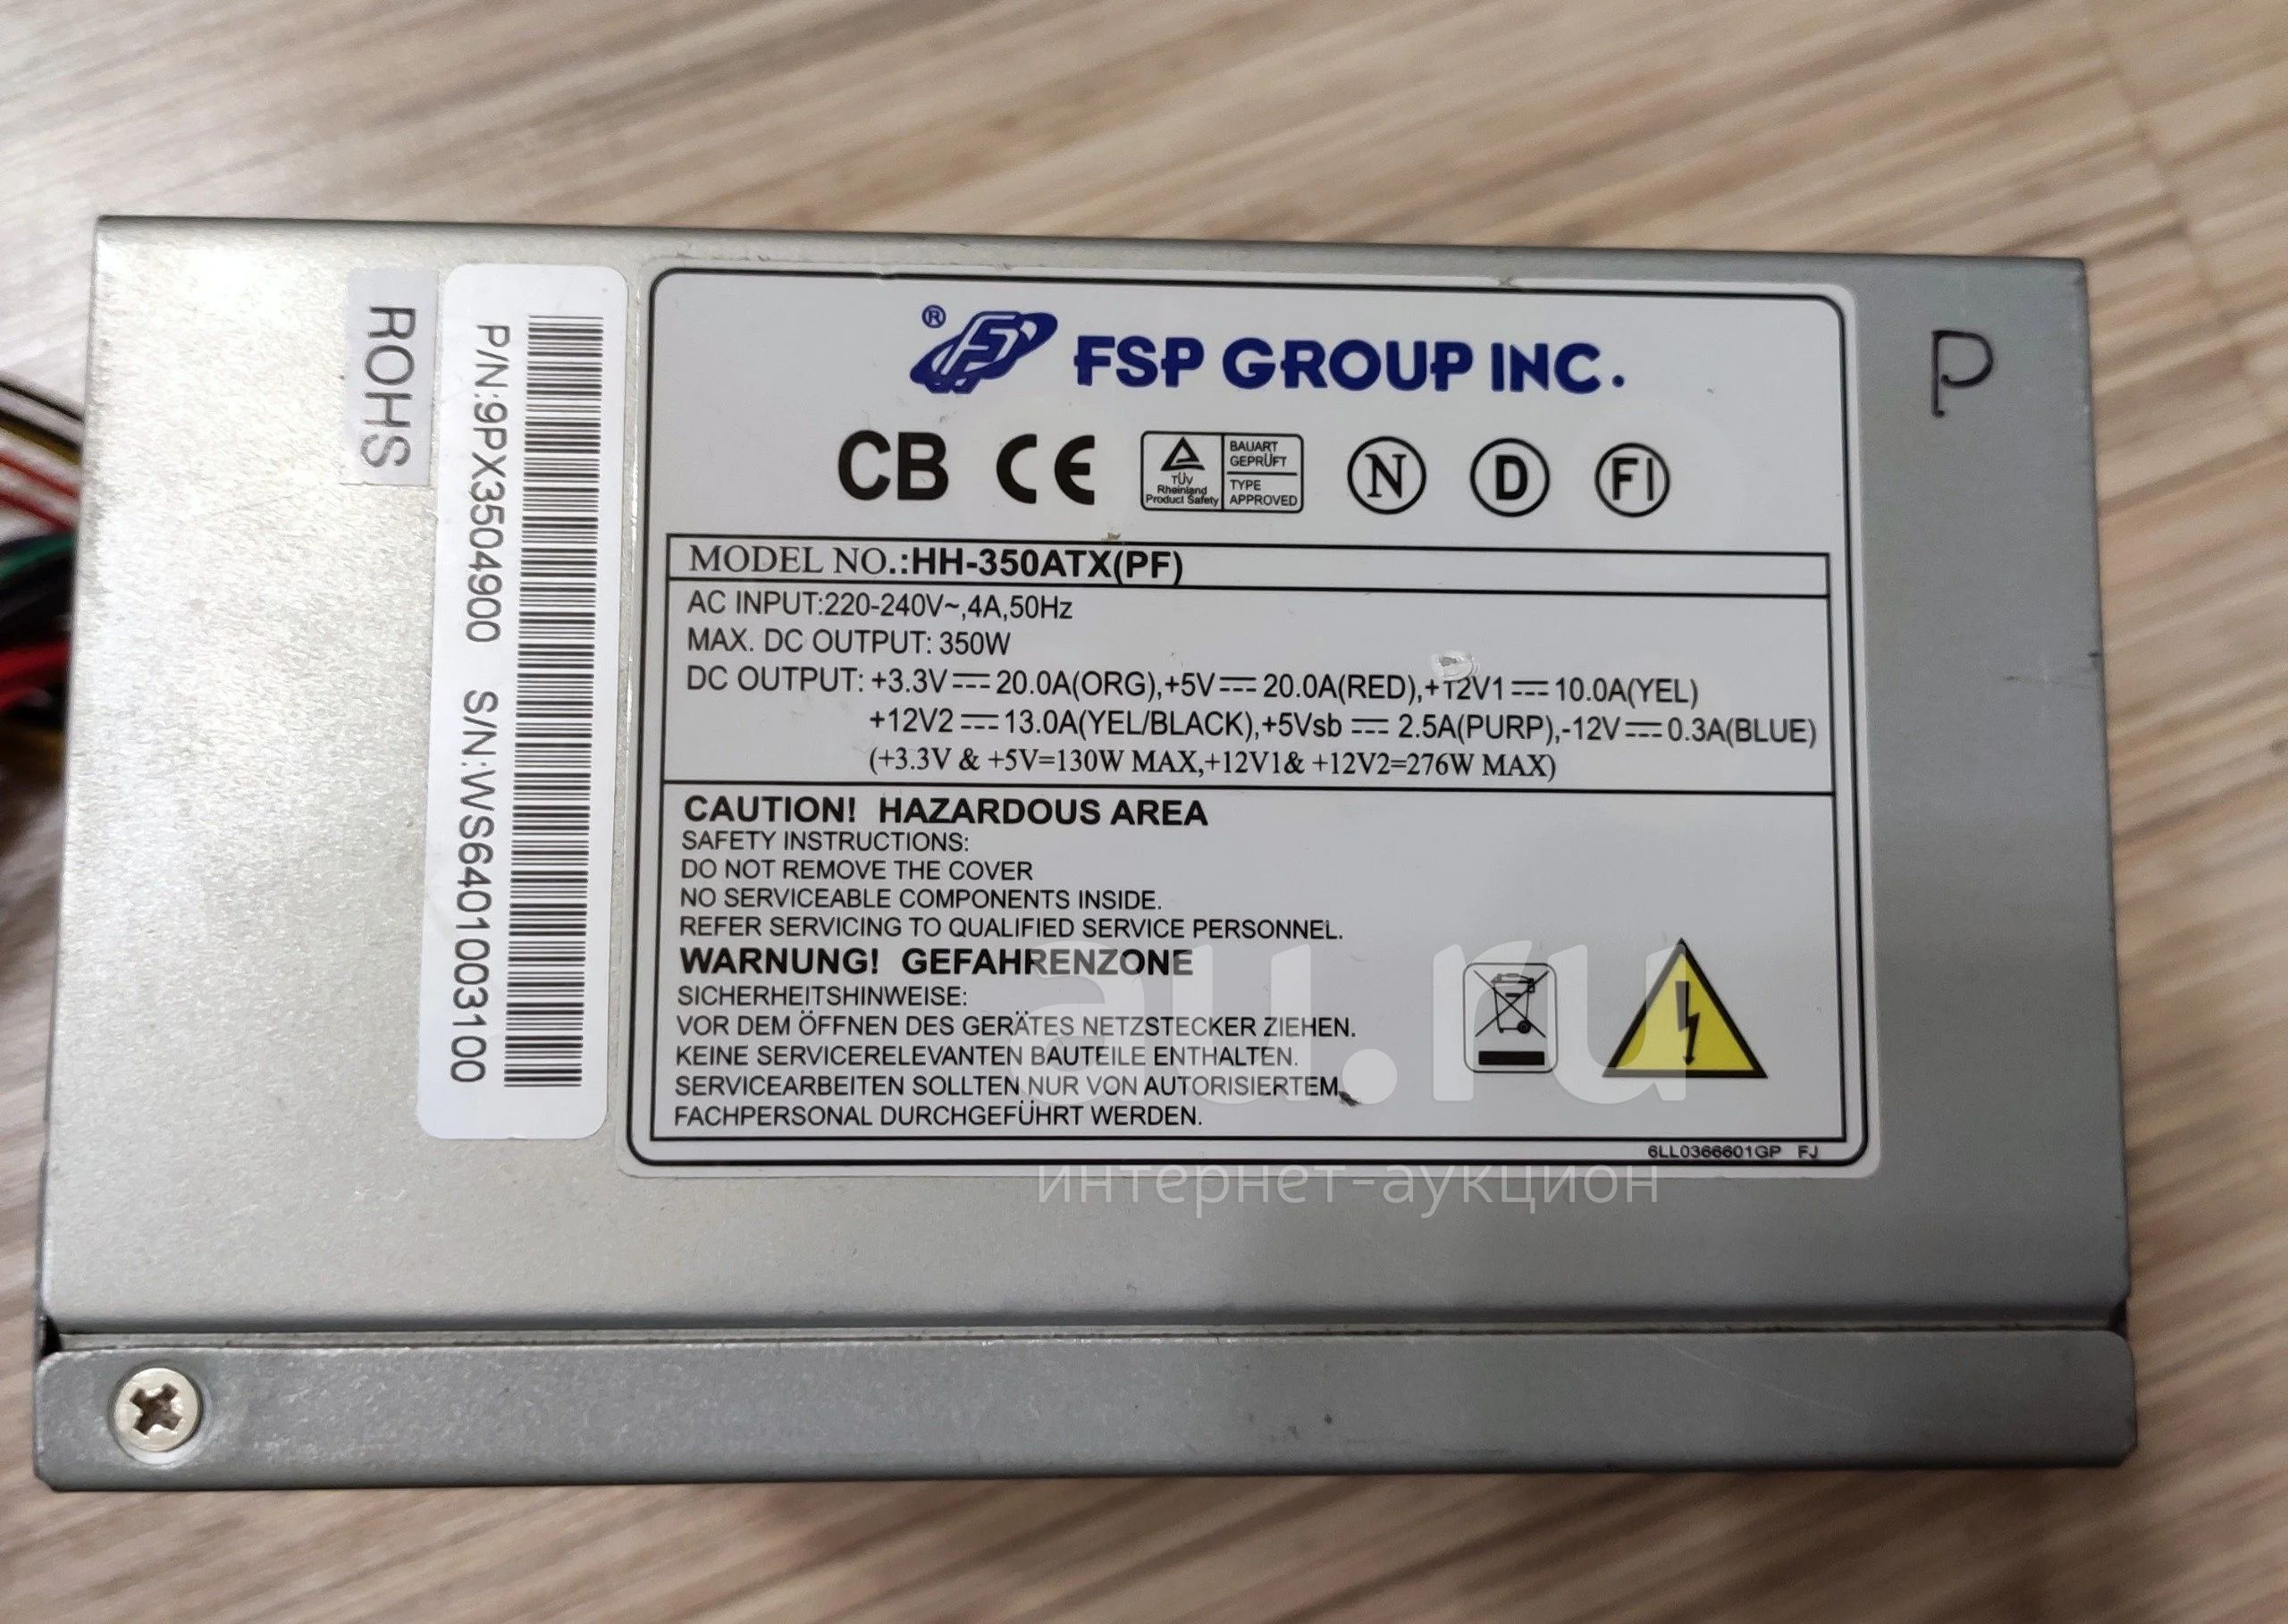 ROHS
P/N:9PX3504900 S/N:WS6401003100
® FSP GROUP INC.
CB CE TÜV Rheinland Product Safety BAUART GEPRÜFT TYPE APPROVED N D FI
MODEL NO.:HH-350ATX(PF)
AC INPUT:220-240V~,4A,50Hz
MAX. DC OUTPUT: 350W
DC OUTPUT: +3.3V⎓20.0A(ORG),+5V⎓20.0A(RED),+12V1⎓10.0A(YEL)
+12V2⎓13.0A(YEL/BLACK),+5Vsb⎓2.5A(PURP),-12V⎓0.3A(BLUE)
(+3.3V & +5V=130W MAX,+12V1& +12V2=276W MAX)
CAUTION! HAZARDOUS AREA
SAFETY INSTRUCTIONS:
DO NOT REMOVE THE COVER
NO SERVICEABLE COMPONENTS INSIDE.
REFER SERVICING TO QUALIFIED SERVICE PERSONNEL.
WARNUNG! GEFAHRENZONE
SICHERHEITSHINWEISE:
VOR DEM ÖFFNEN DES GERÄTES NETZSTECKER ZIEHEN.
KEINE SERVICERELEVANTEN BAUTEILE ENTHALTEN.
SERVICEARBEITEN SOLLTEN NUR VON AUTORISIERTEM
FACHPERSONAL DURCHGEFÜHRT WERDEN.
6LL0366601GP FJ
P
au.ru
интернет-аукцион